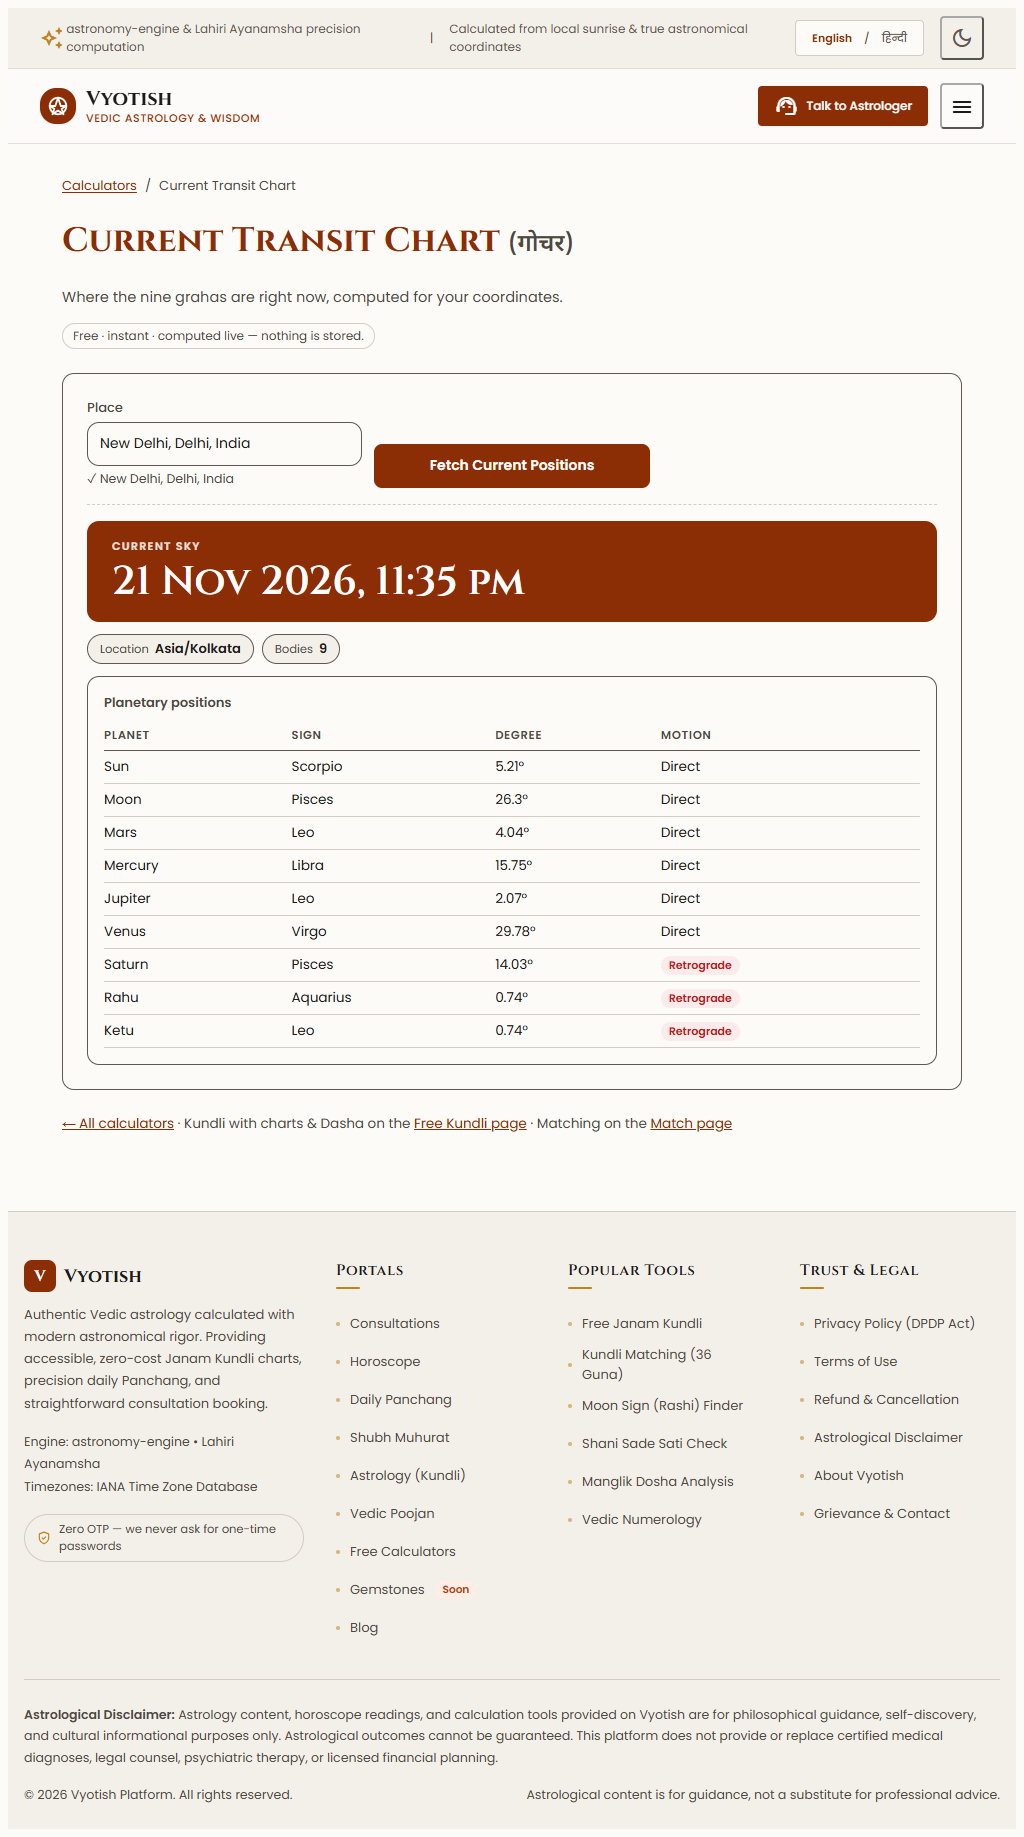 astronomy-engine & Lahiri Ayanamsha precision computation
|
Calculated from local sunrise & true astronomical coordinates
English / हिन्दी
Vyotish
VEDIC ASTROLOGY & WISDOM
Talk to Astrologer
Calculators / Current Transit Chart
Current Transit Chart (गोचर)
Where the nine grahas are right now, computed for your coordinates.
Free · instant · computed live — nothing is stored.
Place
New Delhi, Delhi, India
✓ New Delhi, Delhi, India
Fetch Current Positions
CURRENT SKY
21 Nov 2026, 11:35 PM
Location Asia/Kolkata
Bodies 9
Planetary positions
PLANET SIGN DEGREE MOTION
Sun Scorpio 5.21° Direct
Moon Pisces 26.3° Direct
Mars Leo 4.04° Direct
Mercury Libra 15.75° Direct
Jupiter Leo 2.07° Direct
Venus Virgo 29.78° Direct
Saturn Pisces 14.03° Retrograde
Rahu Aquarius 0.74° Retrograde
Ketu Leo 0.74° Retrograde
← All calculators · Kundli with charts & Dasha on the Free Kundli page · Matching on the Match page
V Vyotish
Authentic Vedic astrology calculated with
modern astronomical rigor. Providing
accessible, zero-cost Janam Kundli charts,
precision daily Panchang, and
straightforward consultation booking.
Engine: astronomy-engine • Lahiri
Ayanamsha
Timezones: IANA Time Zone Database
Zero OTP — we never ask for one-time
passwords
Portals
Consultations
Horoscope
Daily Panchang
Shubh Muhurat
Astrology (Kundli)
Vedic Poojan
Free Calculators
Gemstones Soon
Blog
Popular Tools
Free Janam Kundli
Kundli Matching (36
Guna)
Moon Sign (Rashi) Finder
Shani Sade Sati Check
Manglik Dosha Analysis
Vedic Numerology
Trust & Legal
Privacy Policy (DPDP Act)
Terms of Use
Refund & Cancellation
Astrological Disclaimer
About Vyotish
Grievance & Contact
Astrological Disclaimer: Astrology content, horoscope readings, and calculation tools provided on Vyotish are for philosophical guidance, self-discovery,
and cultural informational purposes only. Astrological outcomes cannot be guaranteed. This platform does not provide or replace certified medical
diagnoses, legal counsel, psychiatric therapy, or licensed financial planning.
© 2026 Vyotish Platform. All rights reserved.
Astrological content is for guidance, not a substitute for professional advice.